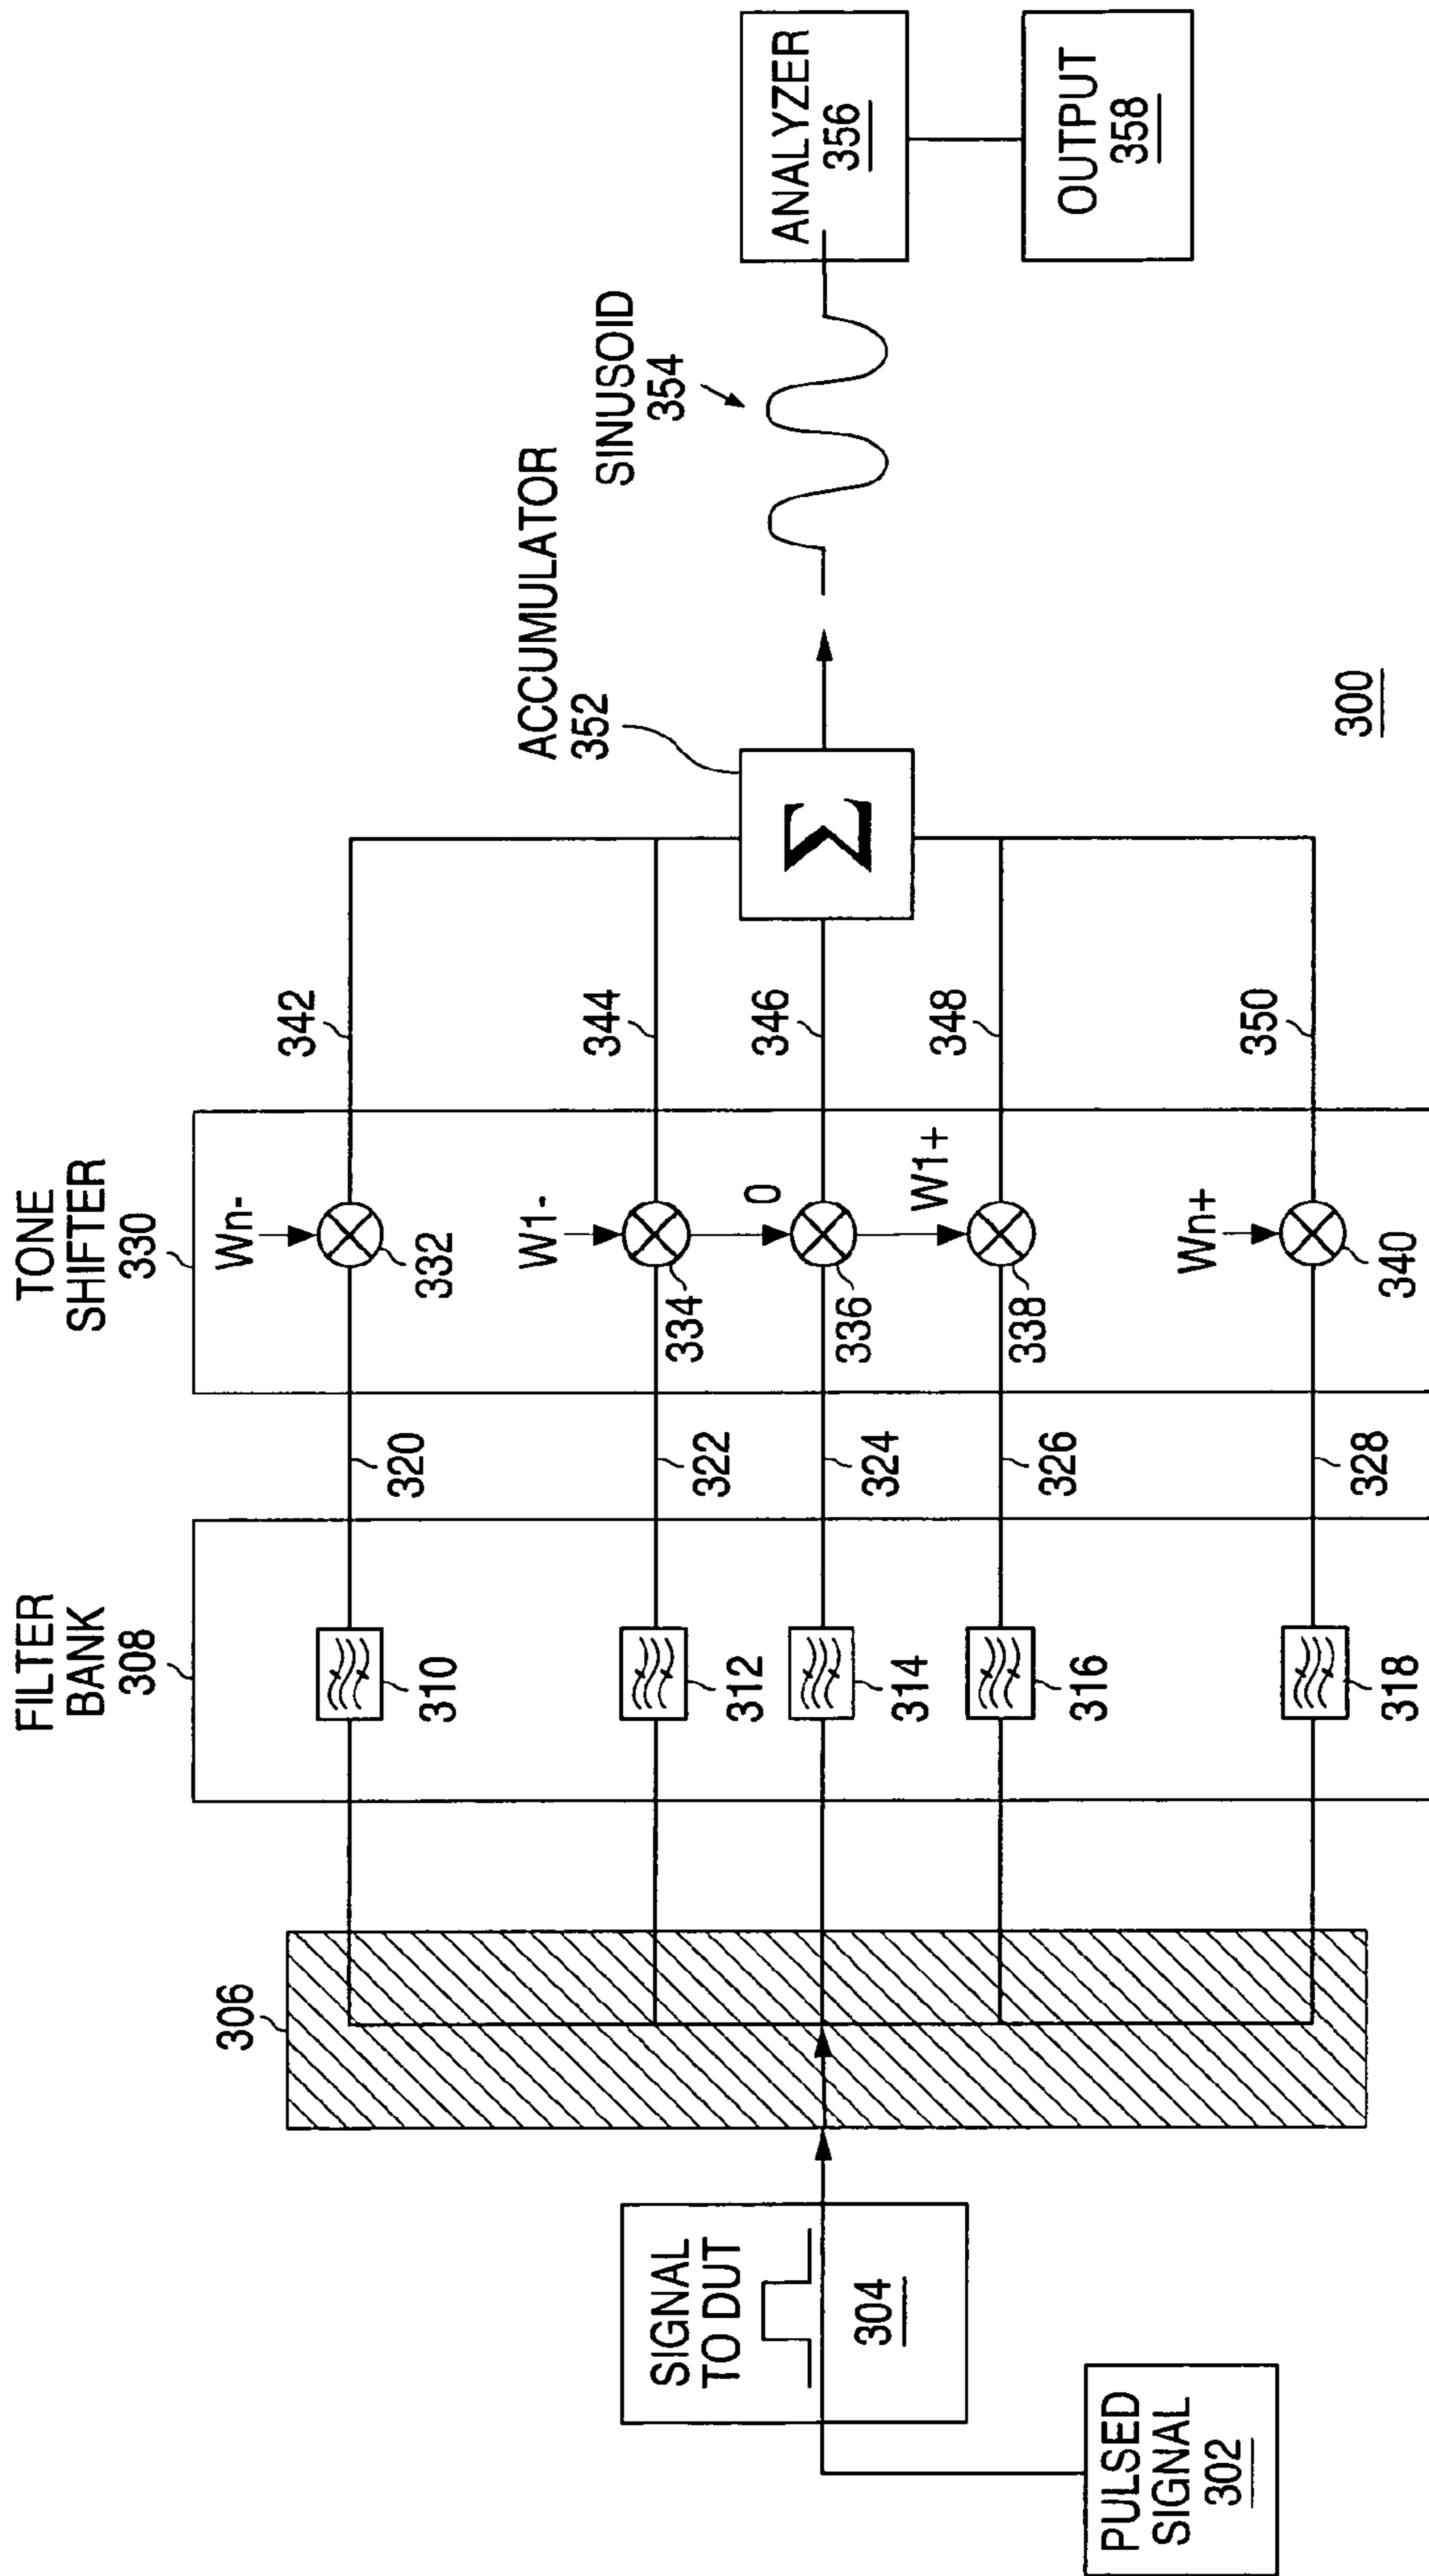 PULSED
SIGNAL
302
SIGNAL
TO DUT
304
306
FILTER
BANK
308
310
312
314
316
318
320
322
324
326
328
TONE
SHIFTER
330
Wn-
332
W1-
334
0
336
W1+
338
Wn+
340
342
344
346
348
350
ACCUMULATOR
352
Σ
SINUSOID
354
ANALYZER
356
OUTPUT
358
300